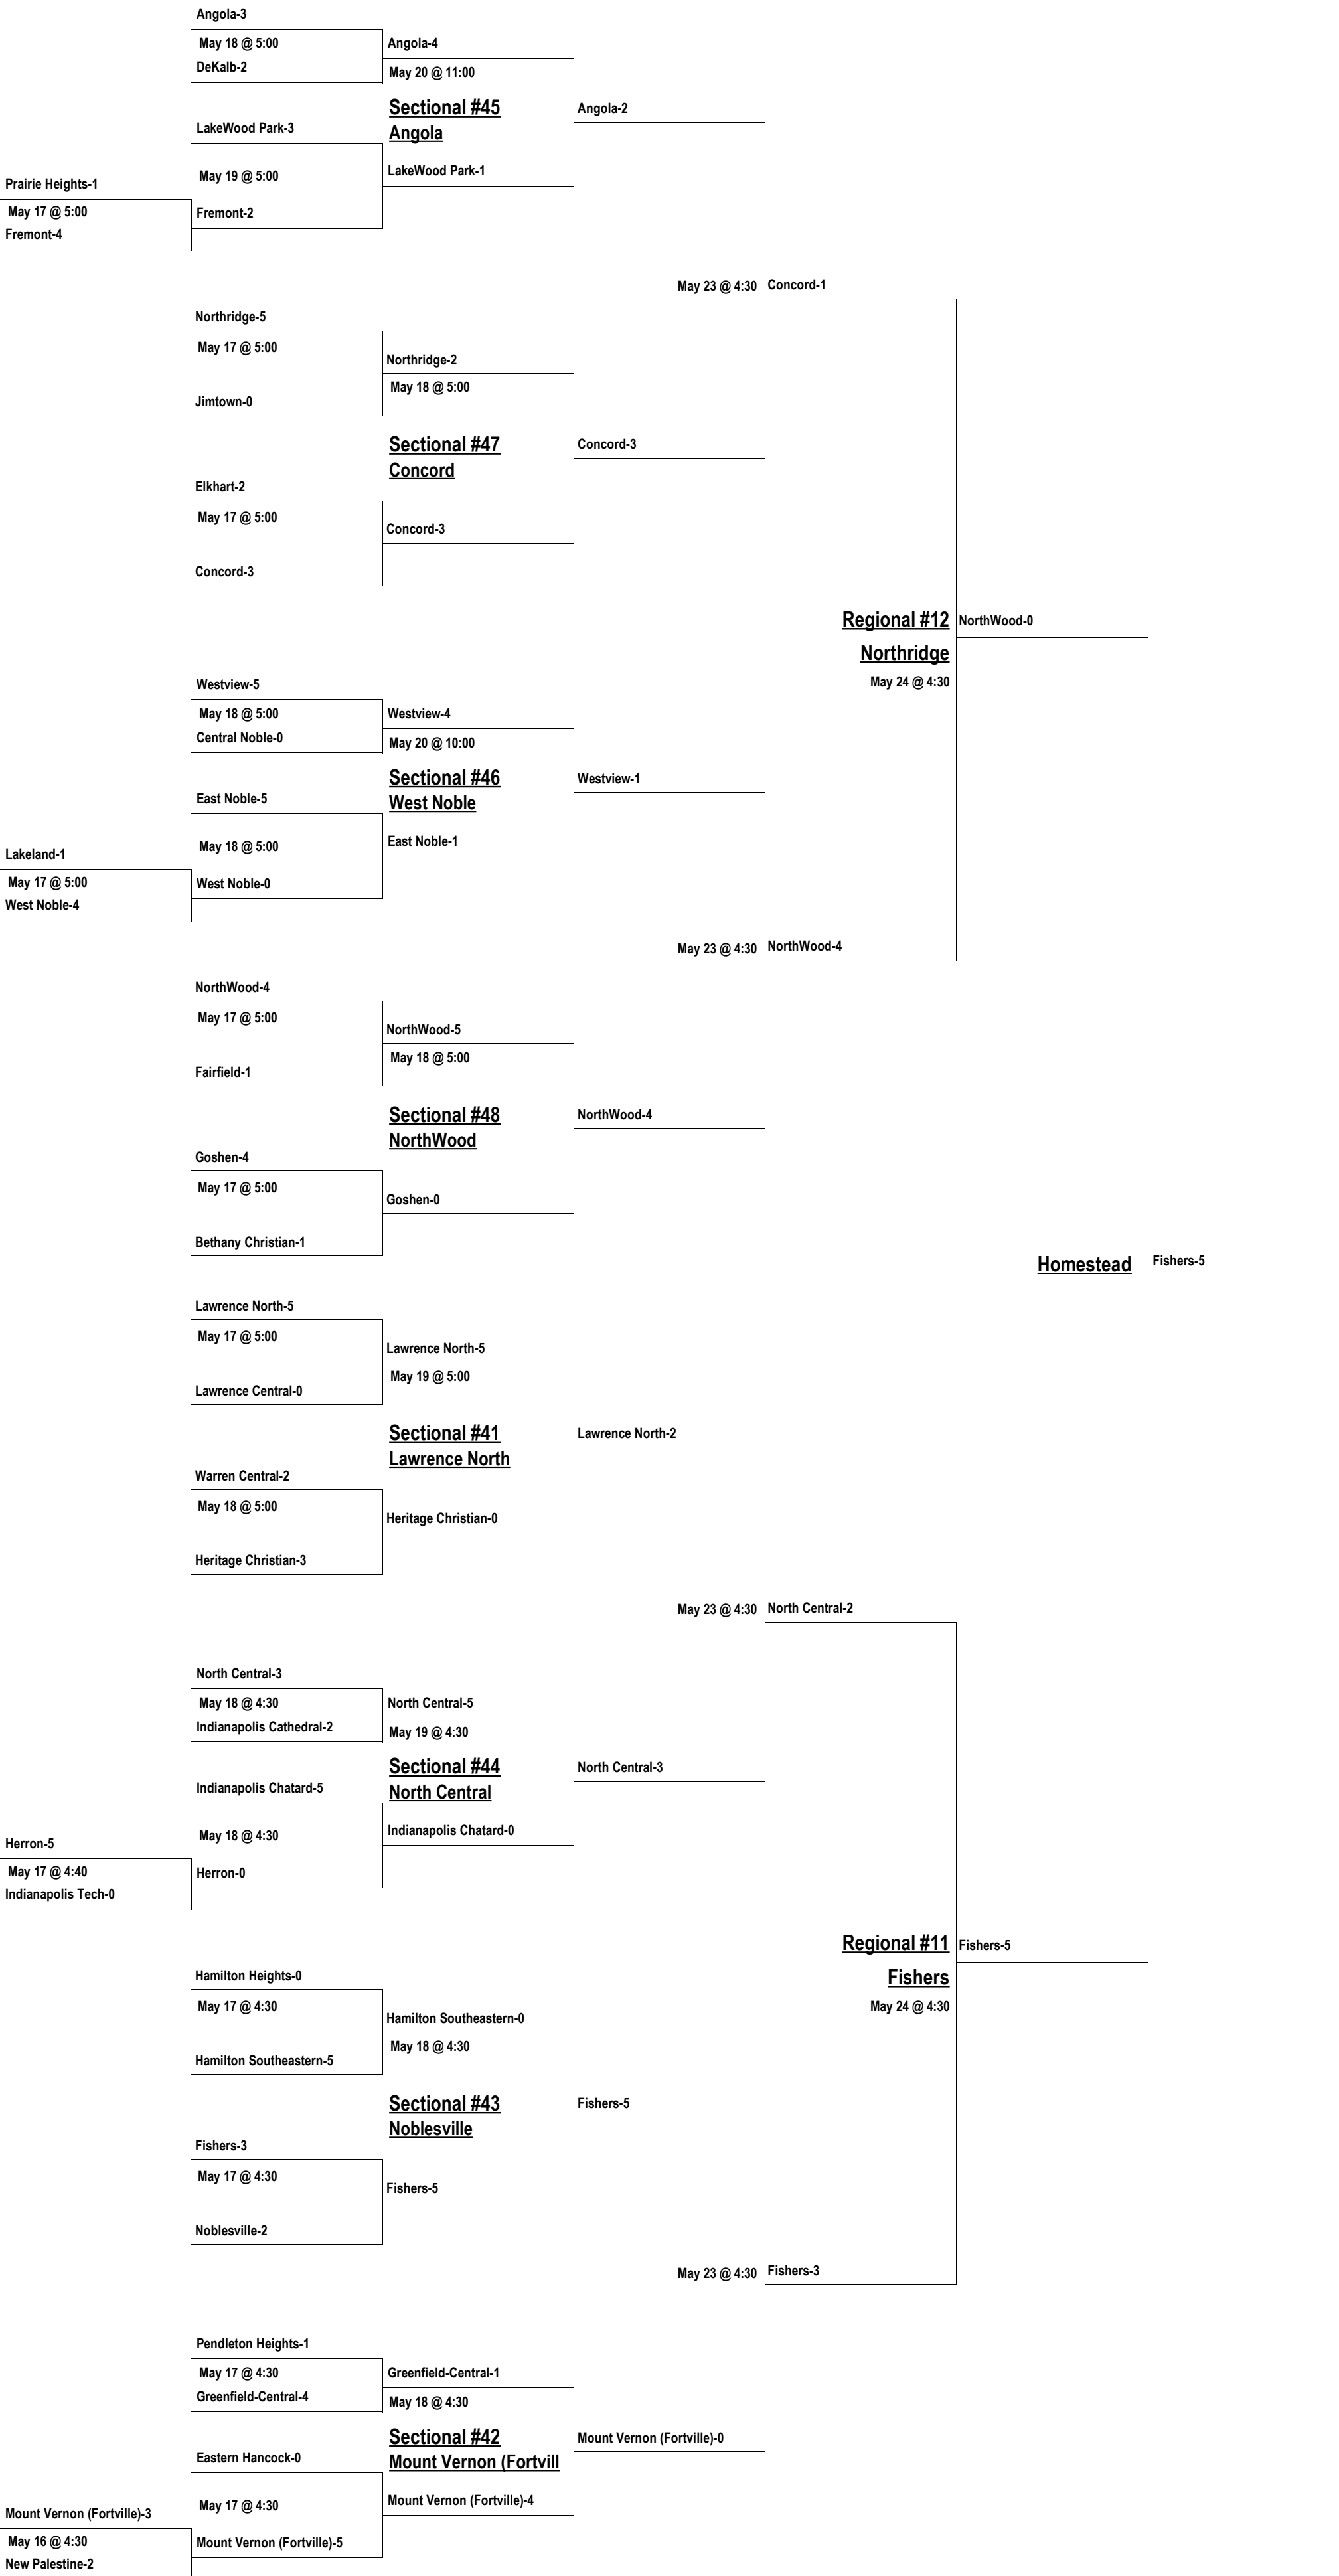 Angola-3
May 18 @ 5:00
Angola-4
DeKalb-2
May 20 @ 11:00
Sectional #45
Angola-2
Angola
LakeWood Park-3
LakeWood Park-1
May 19 @ 5:00
Prairie Heights-1
May 17 @ 5:00
Fremont-2
Fremont-4
May 23 @ 4:30
Concord-1
Northridge-5
May 17 @ 5:00
Northridge-2
May 18 @ 5:00
Jimtown-0
Sectional #47
Concord-3
Concord
Elkhart-2
May 17 @ 5:00
Concord-3
Concord-3
Regional #12
NorthWood-0
Northridge
May 24 @ 4:30
Westview-5
May 18 @ 5:00
Westview-4
Central Noble-0
May 20 @ 10:00
Sectional #46
Westview-1
West Noble
East Noble-5
East Noble-1
May 18 @ 5:00
Lakeland-1
May 17 @ 5:00
West Noble-0
West Noble-4
May 23 @ 4:30
NorthWood-4
NorthWood-4
May 17 @ 5:00
NorthWood-5
May 18 @ 5:00
Fairfield-1
Sectional #48
NorthWood-4
NorthWood
Goshen-4
May 17 @ 5:00
Goshen-0
Bethany Christian-1
Homestead
Fishers-5
Lawrence North-5
May 17 @ 5:00
Lawrence North-5
May 19 @ 5:00
Lawrence Central-0
Sectional #41
Lawrence North-2
Lawrence North
Warren Central-2
May 18 @ 5:00
Heritage Christian-0
Heritage Christian-3
May 23 @ 4:30
North Central-2
North Central-3
May 18 @ 4:30
North Central-5
Indianapolis Cathedral-2
May 19 @ 4:30
Sectional #44
North Central-3
North Central
Indianapolis Chatard-5
Indianapolis Chatard-0
May 18 @ 4:30
Herron-5
May 17 @ 4:40
Herron-0
Indianapolis Tech-0
Regional #11
Fishers-5
Fishers
May 24 @ 4:30
Hamilton Heights-0
May 17 @ 4:30
Hamilton Southeastern-0
May 18 @ 4:30
Hamilton Southeastern-5
Sectional #43
Fishers-5
Noblesville
Fishers-3
May 17 @ 4:30
Fishers-5
Noblesville-2
May 23 @ 4:30
Fishers-3
Pendleton Heights-1
May 17 @ 4:30
Greenfield-Central-1
Greenfield-Central-4
May 18 @ 4:30
Sectional #42
Mount Vernon (Fortville)-0
Mount Vernon (Fortvill
Eastern Hancock-0
Mount Vernon (Fortville)-4
May 17 @ 4:30
Mount Vernon (Fortville)-3
May 16 @ 4:30
Mount Vernon (Fortville)-5
New Palestine-2